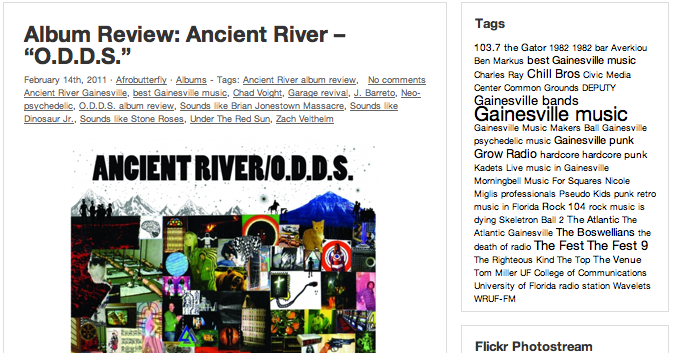 Album Review: Ancient River –
“O.D.D.S.”
February 14th, 2011 · Afrobutterfly · Albums - Tags: Ancient River album review, No comments
Ancient River Gainesville, best Gainesville music, Chad Voight, Garage revival, J. Barreto, Neo-
psychedelic, O.D.D.S. album review, Sounds like Brian Jonestown Massacre, Sounds like
Dinosaur Jr., Sounds like Stone Roses, Under The Red Sun, Zach Veltheim
ANCIENT RIVER/O.D.D.S.
Tags
103.7 the Gator 1982 1982 bar Averkiou
Ben Markus best Gainesville music
Charles Ray Chill Bros Civic Media
Center Common Grounds DEPUTY
Gainesville bands
Gainesville music
Gainesville Music Makers Ball Gainesville
psychedelic music Gainesville punk
Grow Radio hardcore hardcore punk
Kadets Live music in Gainesville
Morningbell Music For Squares Nicole
Miglis professionals Pseudo Kids punk retro
music in Florida Rock 104 rock music is
dying Skeletron Ball 2 The Atlantic The
Atlantic Gainesville The Boswellians the
death of radio The Fest The Fest 9
The Righteous Kind The Top The Venue
Tom Miller UF College of Communications
University of Florida radio station Wavelets
WRUF-FM
Flickr Photostream